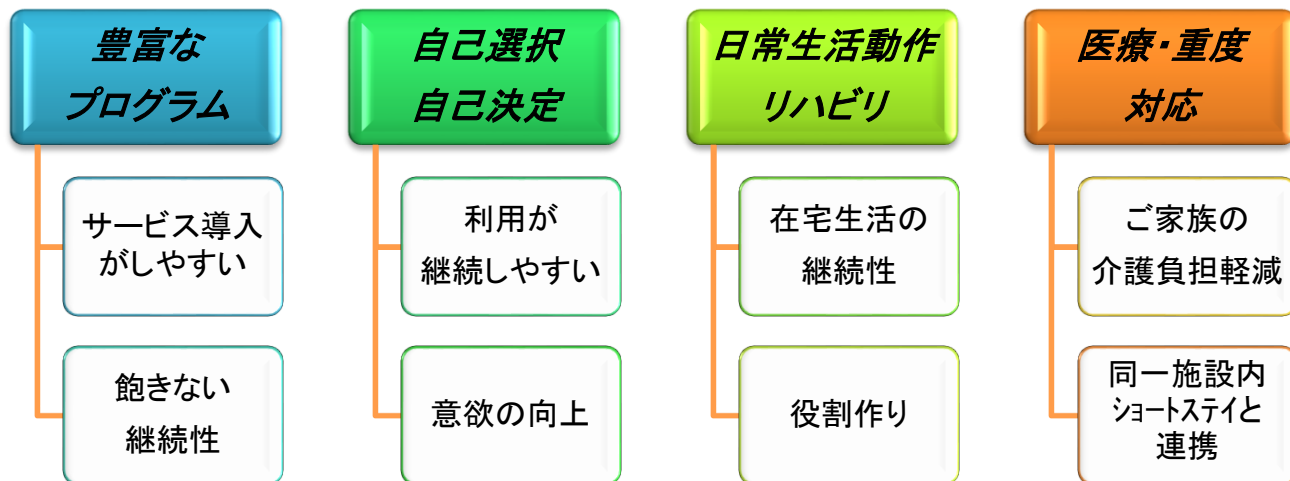 豊富な
プログラム
サービス導入
がしやすい
飽きない
継続性
自己選択
自己決定
利用が
継続しやすい
意欲の向上
日常生活動作
リハビリ
在宅生活の
継続性
役割作り
医療・重度
対応
ご家族の
介護負担軽減
同一施設内
ショートステイと
連携